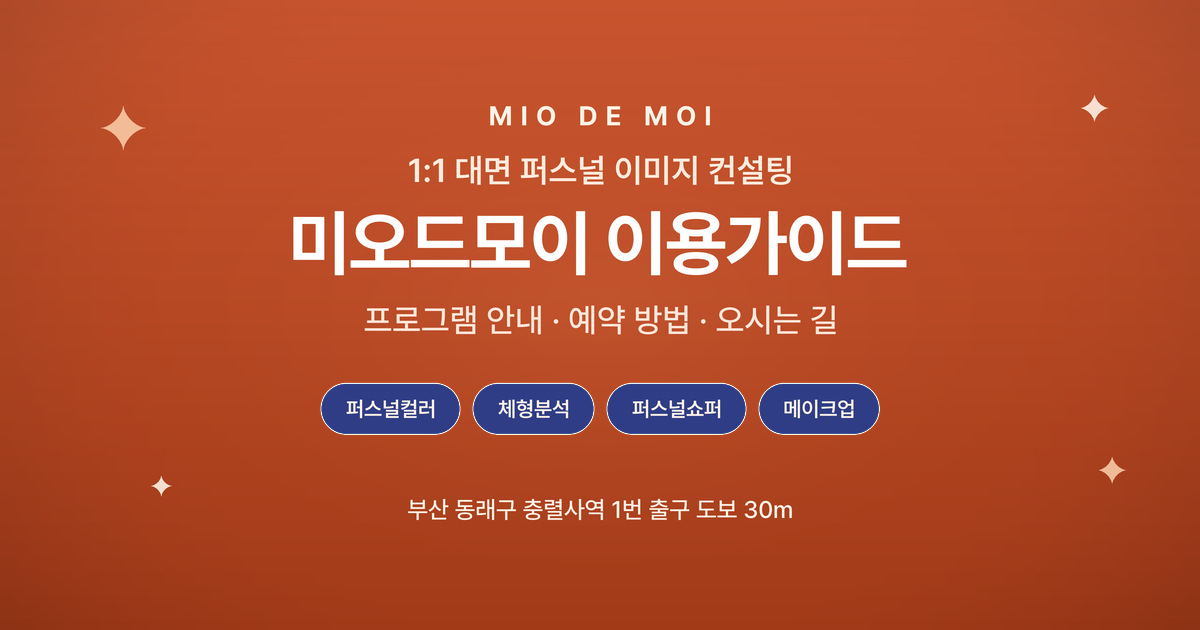 MIO DE MOI
1:1 대면 퍼스널 이미지 컨설팅
미오드모이 이용가이드
프로그램 안내 · 예약 방법 · 오시는 길
퍼스널컬러 체형분석 퍼스널쇼퍼 메이크업
부산 동래구 충렬사역 1번 출구 도보 30m